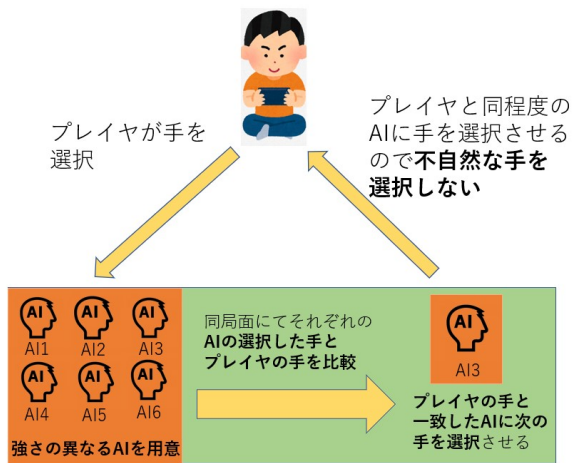 プレイヤが手を
選択
プレイヤと同程度の
AIに手を選択させる
ので不自然な手を
選択しない
AI
AI
AI
AI1
AI2
AI3
AI
AI
AI
AI4
AI5
AI6
強さの異なるAIを用意
同局面にてそれぞれの
AIの選択した手と
プレイヤの手を比較
AI
AI3
プレイヤの手と
一致したAIに次の
手を選択させる